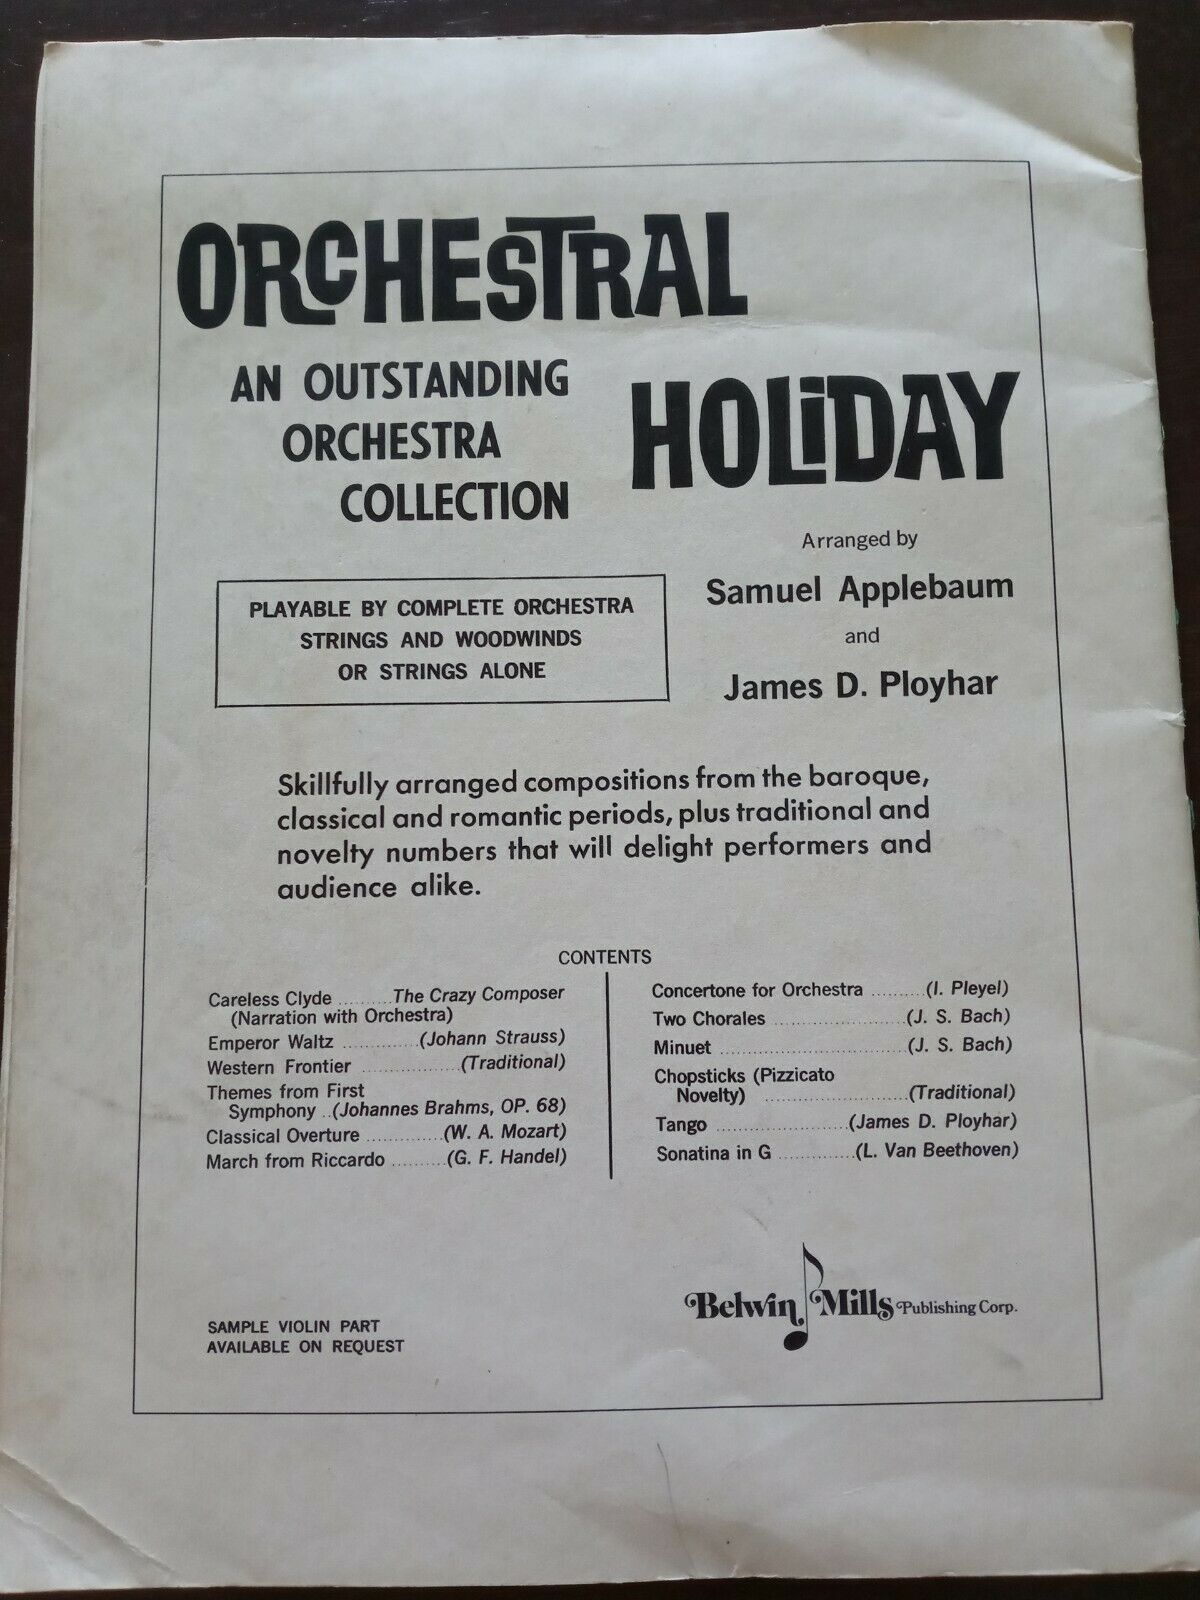 ORCHESTRAL
HOLiDAY
AN OUTSTANDING
ORCHESTRA
COLLECTION
Arranged by
Samuel Applebaum
and
James D. Ployhar
PLAYABLE BY COMPLETE ORCHESTRA
STRINGS AND WOODWINDS
OR STRINGS ALONE
Skillfully arranged compositions from the baroque,
classical and romantic periods, plus traditional and
novelty numbers that will delight performers and
audience alike.
CONTENTS
Careless Clyde ......... The Crazy Composer
(Narration with Orchestra)
Emperor Waltz ............. (Johann Strauss)
Western Frontier ................. (Traditional)
Themes from First
Symphony .. (Johannes Brahms, OP. 68)
Classical Overture ............. (W. A. Mozart)
March from Riccardo .......... (G. F. Handel)
Concertone for Orchestra .......... (I. Pleyel)
Two Chorales ........................ (J. S. Bach)
Minuet .................................. (J. S. Bach)
Chopsticks (Pizzicato
Novelty) .......................... (Traditional)
Tango ........................ (James D. Ployhar)
Sonatina in G .............. (L. Van Beethoven)
SAMPLE VIOLIN PART
AVAILABLE ON REQUEST
Belwin Mills Publishing Corp.